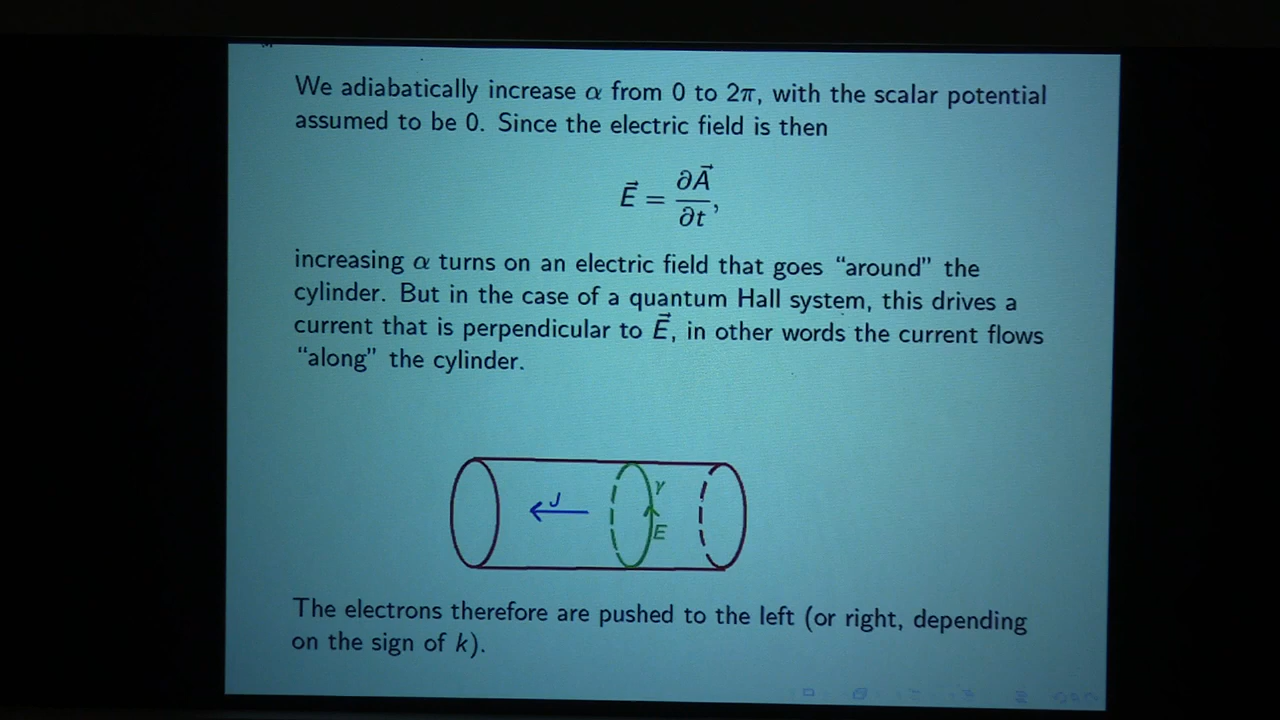 We adiabatically increase α from 0 to 2π, with the scalar potential
assumed to be 0. Since the electric field is then
E⃗ = ∂A⃗/∂t,
increasing α turns on an electric field that goes “around” the
cylinder. But in the case of a quantum Hall system, this drives a
current that is perpendicular to E⃗, in other words the current flows
“along” the cylinder.
J
γ
E
The electrons therefore are pushed to the left (or right, depending
on the sign of k).